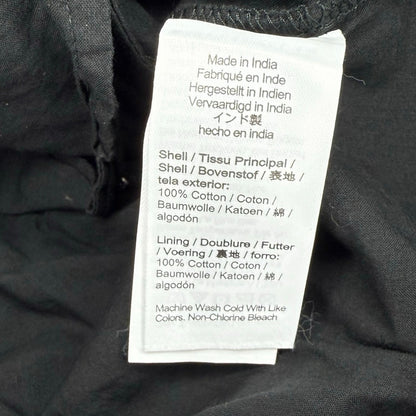 Made in India
Fabriqué en Inde
Hergestellt in Indien
Vervaardigd in India
インド製
hecho en india
Shell / Tissu Principal /
Shell / Bovenstof / 表地 /
tela exterior:
100% Cotton / Coton /
Baumwolle / Katoen / 綿 /
algodón
Lining / Doublure / Futter
/ Voering / 裏地 / forro:
100% Cotton / Coton /
Baumwolle / Katoen / 綿 /
algodón
Machine Wash Cold With Like
Colors. Non-Chlorine Bleach